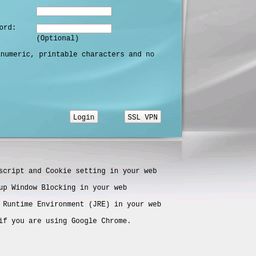 ord:
(Optional)
numeric, printable characters and no
Login SSL VPN
script and Cookie setting in your web
up Window Blocking in your web
Runtime Environment (JRE) in your web
if you are using Google Chrome.